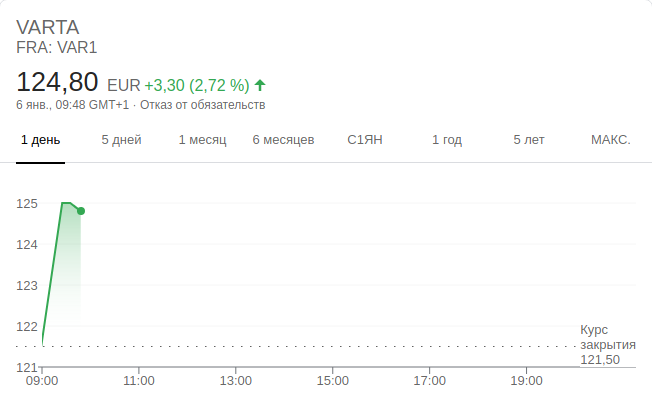 VARTA
FRA: VAR1
124,80 EUR +3,30 (2,72 %)
6 янв., 09:48 GMT+1 · Отказ от обязательств
1 день 5 дней 1 месяц 6 месяцев С1ЯН 1 год 5 лет МАКС.
125
124
123
122
Курс
закрытия
121,50
121
09:00 11:00 13:00 15:00 17:00 19:00